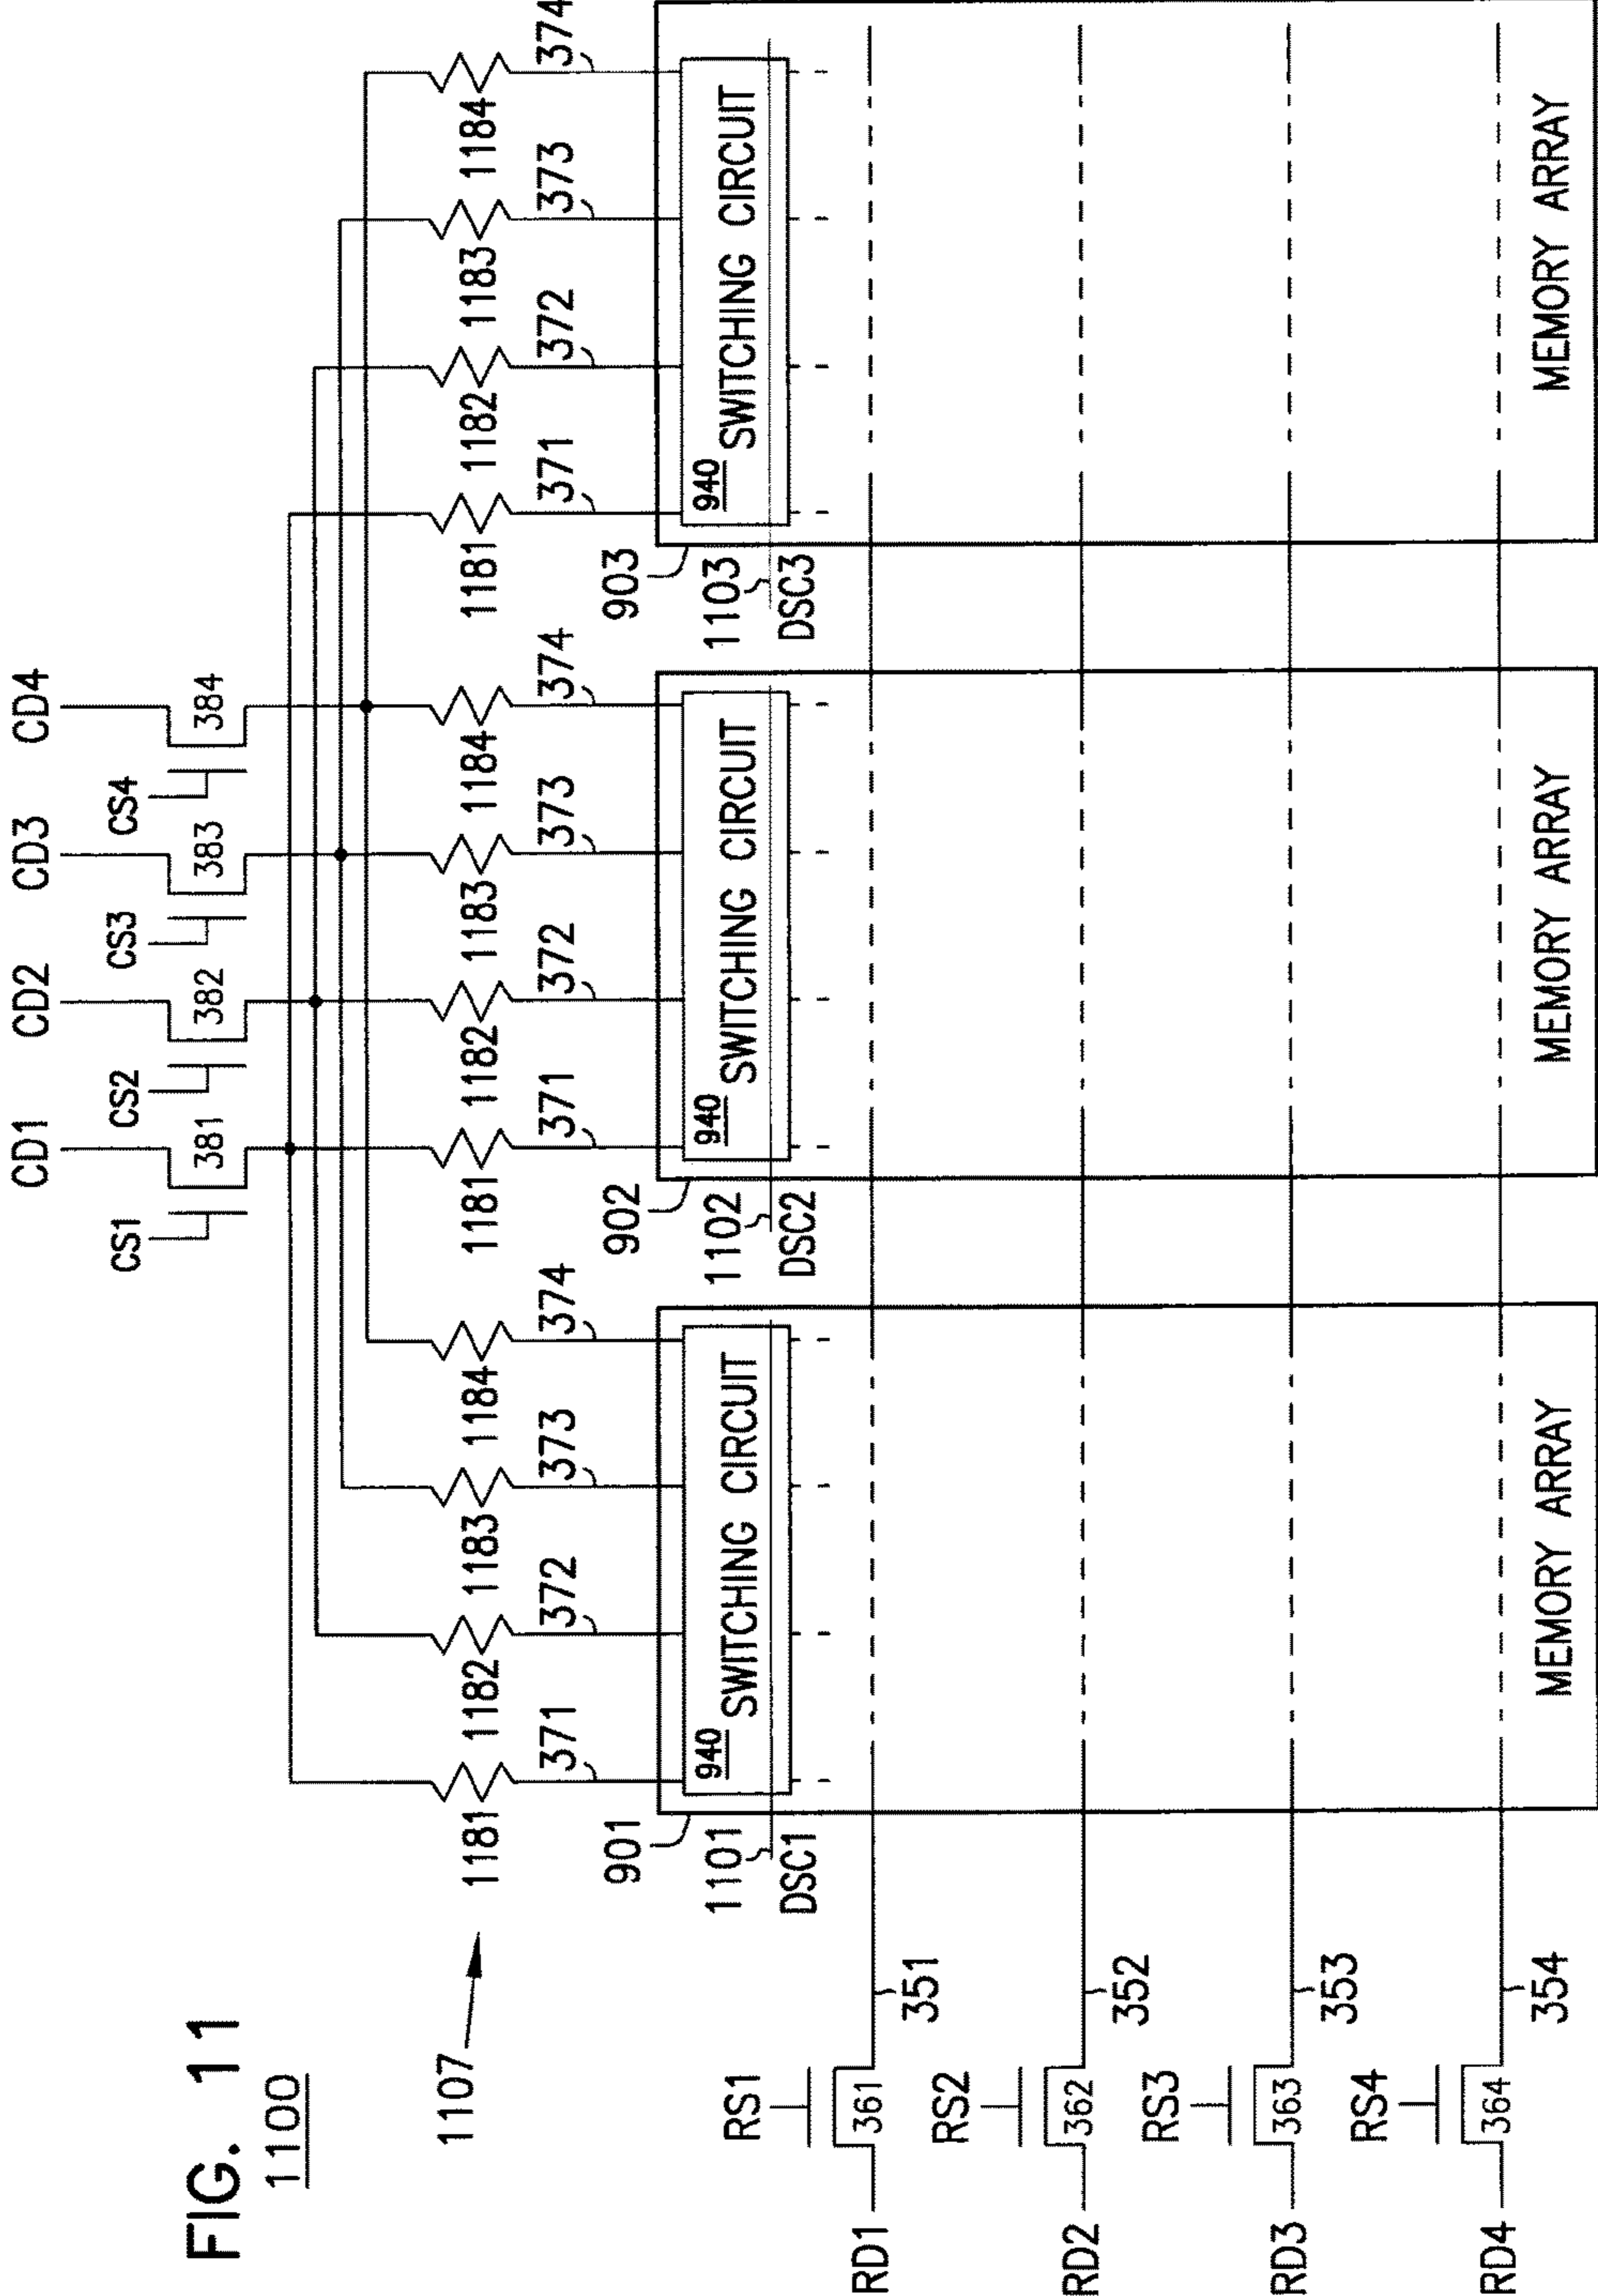 FIG. 11
1100
CD1 CD2 CD3 CD4
CS1 CS2 CS3 CS4
381 382 383 384
1107
1181 1182 1183 1184 1181 1182 1183 1184 1181 1182 1183 1184
371 372 373 374 371 372 373 374 371 372 373 374
901 902 903
940 940 940
1101 1102 1103
SWITCHING CIRCUIT SWITCHING CIRCUIT SWITCHING CIRCUIT
DSC1 DSC2 DSC3
RS1
361
RD1
351
RS2
362
RD2
352
RS3
363
RD3
353
RS4
364
RD4
354
MEMORY ARRAY MEMORY ARRAY MEMORY ARRAY